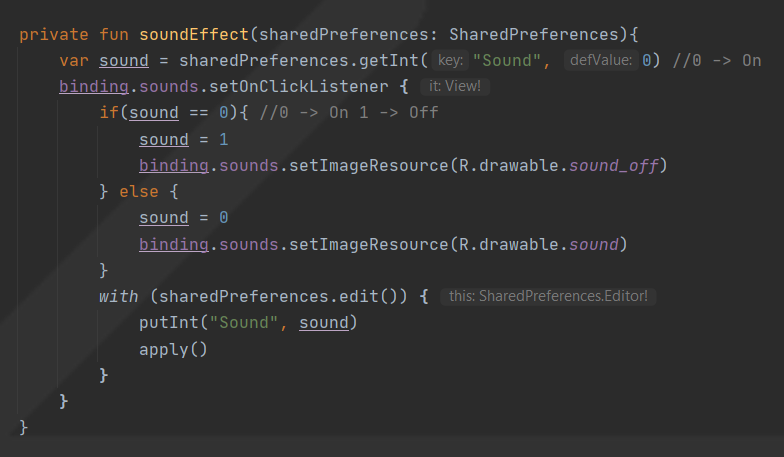 private fun soundEffect(sharedPreferences: SharedPreferences){
var sound = sharedPreferences.getInt( key: "Sound", defValue: 0) //0 -> On
binding.sounds.setOnClickListener { it: View!
if(sound == 0){ //0 -> On 1 -> Off
sound = 1
binding.sounds.setImageResource(R.drawable.sound_off)
} else {
sound = 0
binding.sounds.setImageResource(R.drawable.sound)
}
with (sharedPreferences.edit()) { this: SharedPreferences.Editor!
putInt("Sound", sound)
apply()
}
}
}